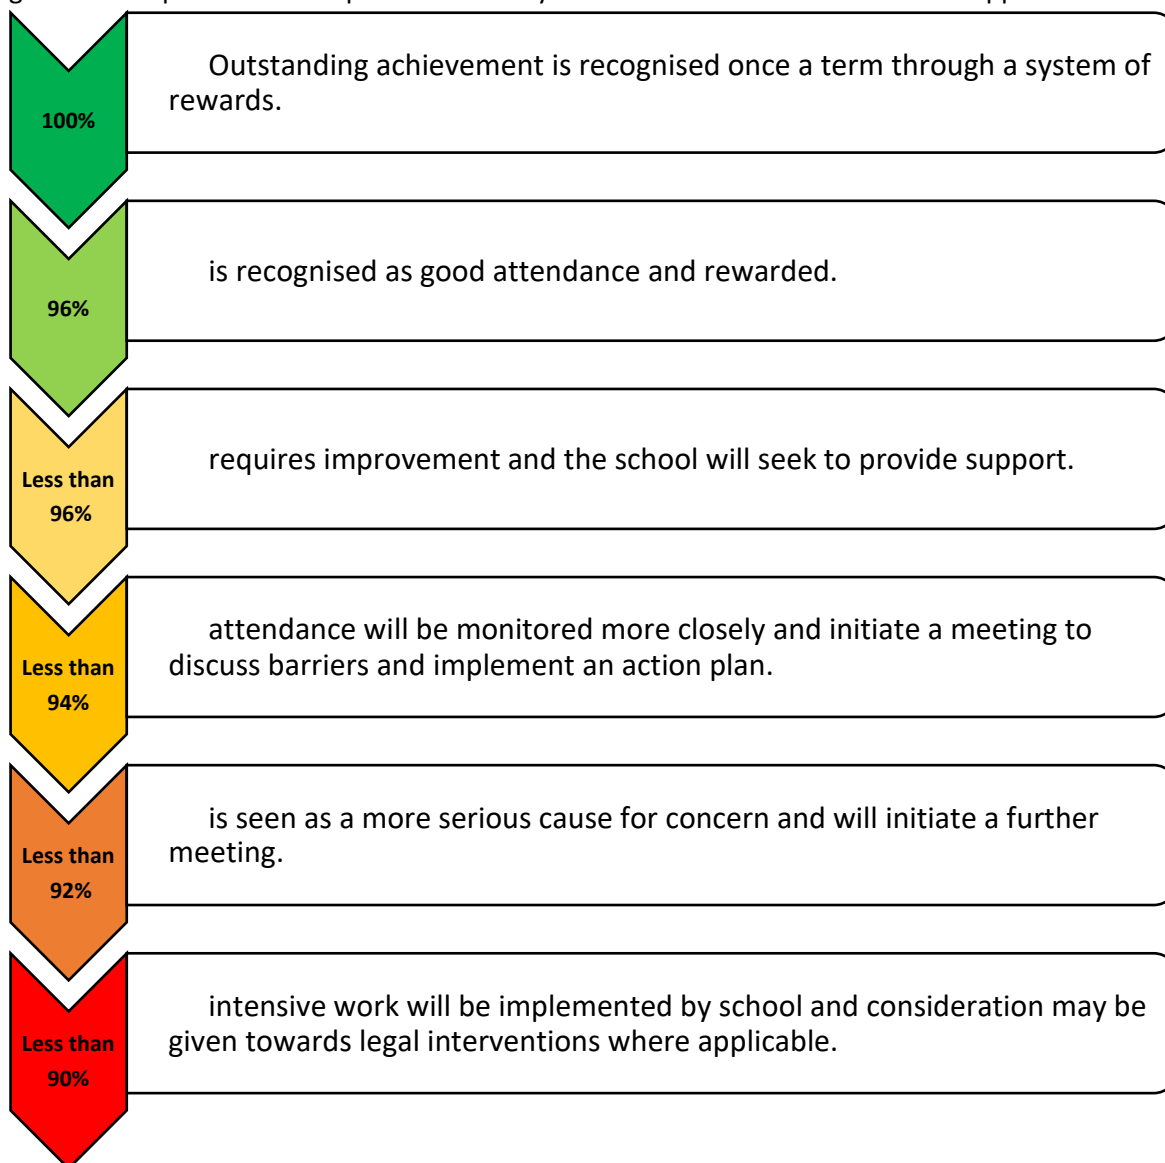 Outstanding achievement is recognised once a term through a system of
rewards.
100%
is recognised as good attendance and rewarded.
96%
requires improvement and the school will seek to provide support.
Less than
96%
attendance will be monitored more closely and initiate a meeting to
discuss barriers and implement an action plan.
Less than
94%
is seen as a more serious cause for concern and will initiate a further
meeting.
Less than
92%
intensive work will be implemented by school and consideration may be
given towards legal interventions where applicable.
Less than
90%